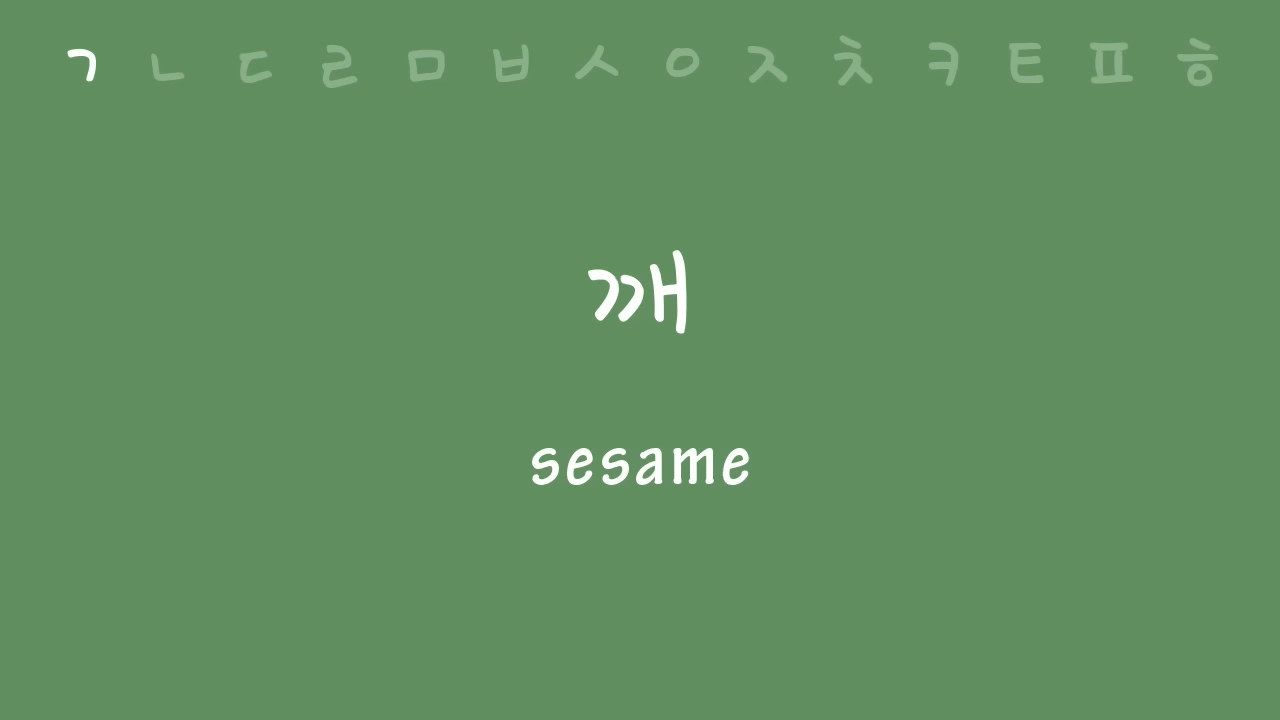 ㄱ ㄴ ㄷ ㄹ ㅁ ㅂ ㅅ ㅇ ㅈ ㅊ ㅋ ㅌ ㅍ ㅎ
깨
sesame